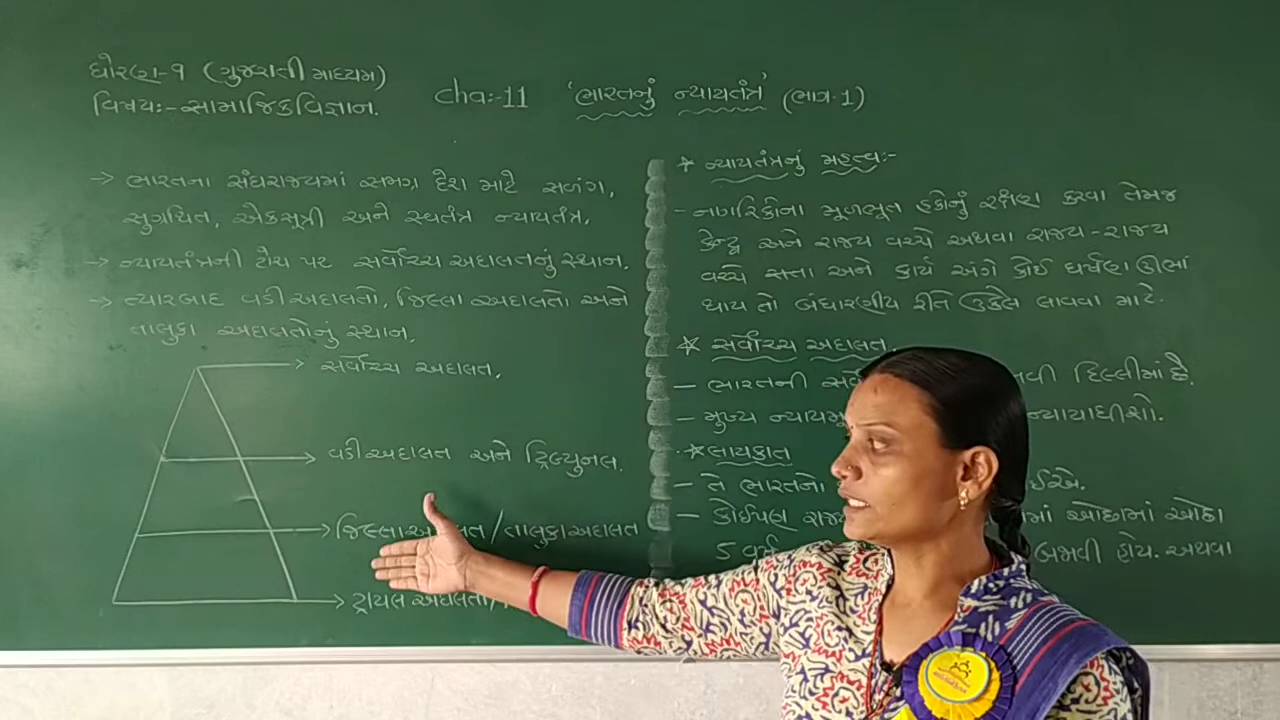 ધોરણ-૧ (ગુજરાતી માધ્યમ)
વિષય:-સામાજિકવિજ્ઞાન.
cha:-11 'ભારતનું ન્યાયતંત્ર' (ભાગ-1)
→ ભારતના સંઘરાજ્યમાં સમગ્ર દેશ માટે સળંગ,
સુગ્રથિત, એકસૂત્રી અને સ્વતંત્ર ન્યાયતંત્ર.
→ ન્યાયતંત્રની ટોચ પર સર્વોચ્ચ અદાલતનું સ્થાન.
→ ત્યારબાદ વડીઅદાલતો, જિલ્લા અદાલતો અને
તાલુકા અદાલતોનું સ્થાન.
→ સર્વોચ્ચ અદાલત.
→ વડીઅદાલત અને ટ્રિબ્યુનલ.
→ જિલ્લાઅદાલત/તાલુકાઅદાલત
→ ટ્રાયલ અદાલતો/
* ન્યાયતંત્રનું મહત્વ:-
- નાગરિકોના મૂળભૂત હકોનું રક્ષણ કરવા તેમજ
કેન્દ્ર અને રાજ્ય વચ્ચે અથવા રાજ્ય-રાજ્ય
વચ્ચે સત્તા અને કાર્ય અંગે કોઈ ઘર્ષણ ઊભાં
થાય તો બંધારણીય રીતે ઉકેલ લાવવા માટે.
☆ સર્વોચ્ચ અદાલત.
- ભારતની દિલ્લીમાં છે.
- મુખ્ય ન્યાયાધીશો.
* લાયકાત
- તે ભારતનો
- કોઈપણ ઓછામાં ઓછા
5 વર્ષ બજાવી હોય. અથવા